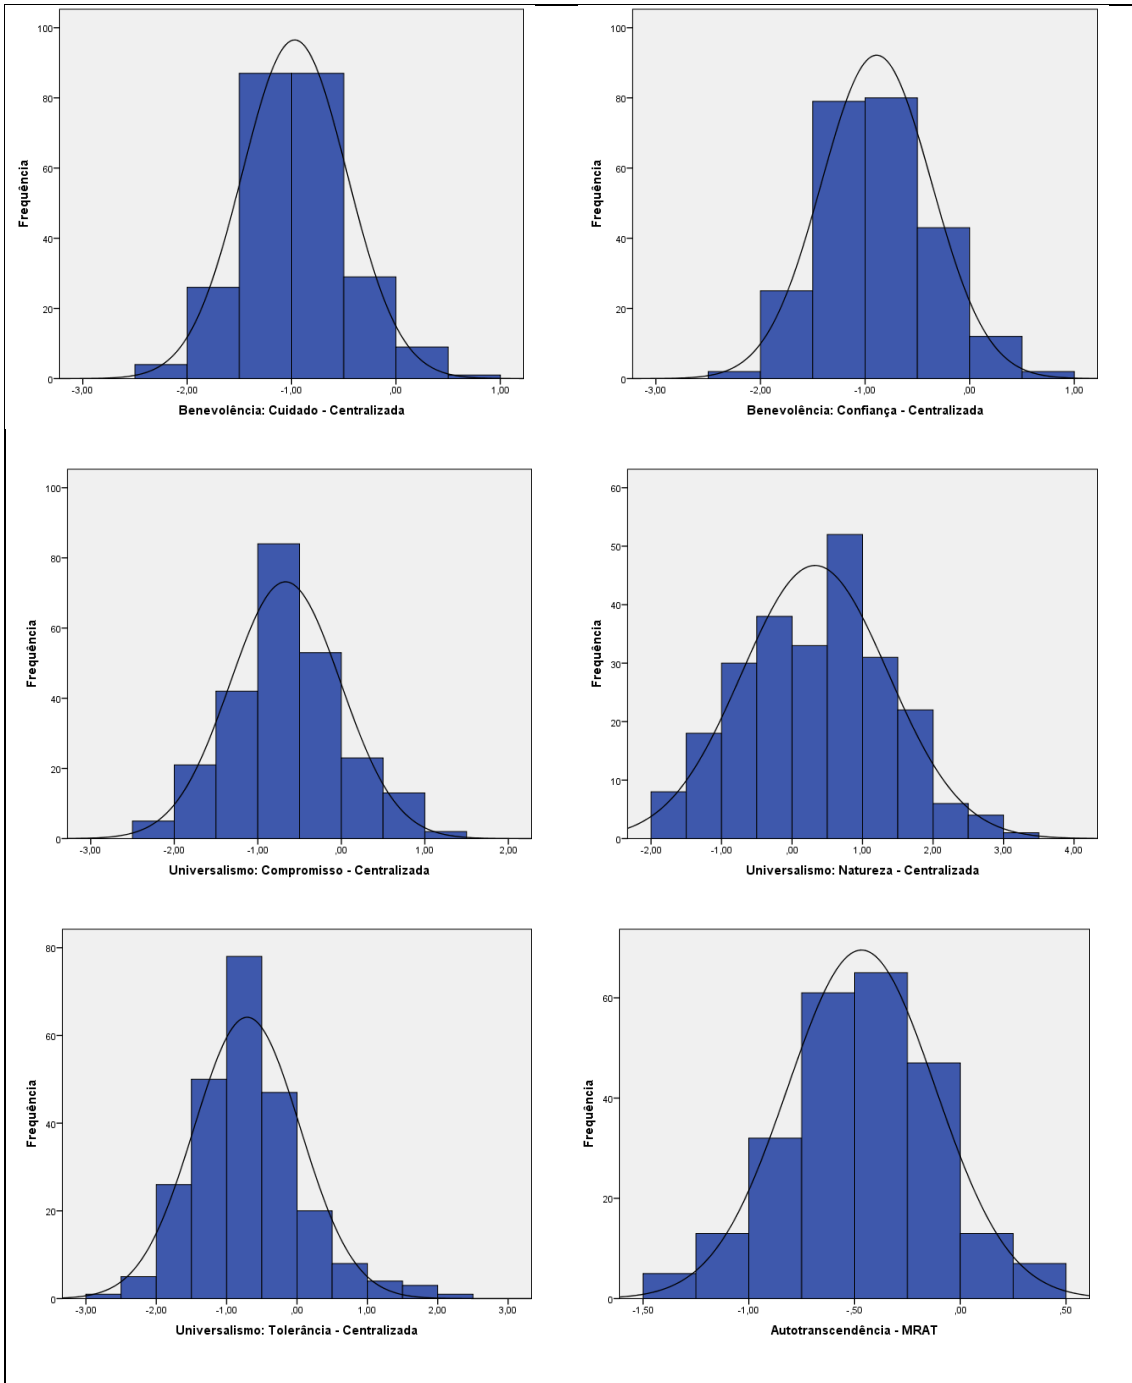 100
80
60
40
20
0
Frequência
-3,00 -2,00 -1,00 ,00 1,00
Benevolência: Cuidado - Centralizada
100
80
60
40
20
0
Frequência
-3,00 -2,00 -1,00 ,00 1,00
Benevolência: Confiança - Centralizada
100
80
60
40
20
0
Frequência
-3,00 -2,00 -1,00 ,00 1,00 2,00
Universalismo: Compromisso - Centralizada
60
50
40
30
20
10
0
Frequência
-2,00 -1,00 ,00 1,00 2,00 3,00 4,00
Universalismo: Natureza - Centralizada
80
60
40
20
0
Frequência
-3,00 -2,00 -1,00 ,00 1,00 2,00 3,00
Universalismo: Tolerância - Centralizada
60
40
20
0
Frequência
-1,50 -1,00 -,50 ,00 ,50
Autotranscendência - MRAT